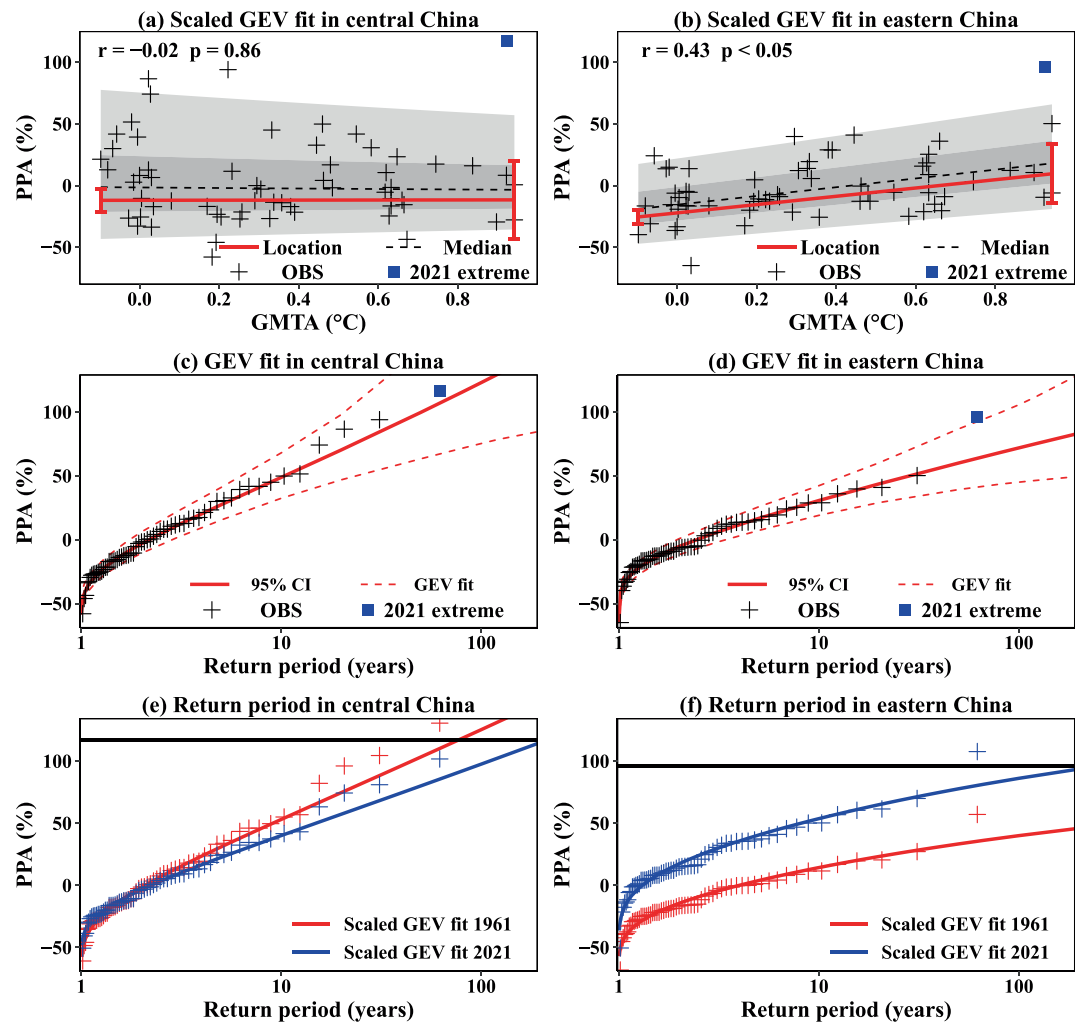 (a) Scaled GEV fit in central China
r = −0.02 p = 0.86
PPA (%)
100
50
0
−50
Location
Median
OBS
2021 extreme
0.0 0.2 0.4 0.6 0.8
GMTA (°C)
(b) Scaled GEV fit in eastern China
r = 0.43 p < 0.05
PPA (%)
100
50
0
−50
Location
Median
OBS
2021 extreme
0.0 0.2 0.4 0.6 0.8
GMTA (°C)
(c) GEV fit in central China
PPA (%)
100
50
0
−50
95% CI
GEV fit
OBS
2021 extreme
1 10 100
Return period (years)
(d) GEV fit in eastern China
PPA (%)
100
50
0
−50
95% CI
GEV fit
OBS
2021 extreme
1 10 100
Return period (years)
(e) Return period in central China
PPA (%)
100
50
0
−50
Scaled GEV fit 1961
Scaled GEV fit 2021
1 10 100
Return period (years)
(f) Return period in eastern China
PPA (%)
100
50
0
−50
Scaled GEV fit 1961
Scaled GEV fit 2021
1 10 100
Return period (years)